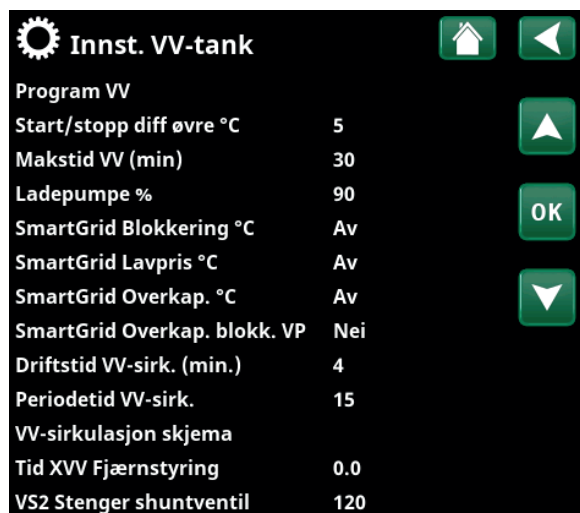 Innst. VV-tank
Program VV
Start/stopp diff øvre °C 5
Makstid VV (min) 30
Ladepumpe % 90
OK
SmartGrid Blokkering °C Av
SmartGrid Lavpris °C Av
SmartGrid Overkap. °C Av
SmartGrid Overkap. blokk. VP Nei
Driftstid VV-sirk. (min.) 4
Periodetid VV-sirk. 15
VV-sirkulasjon skjema
Tid XVV Fjærnstyring 0.0
VS2 Stenger shuntventil 120